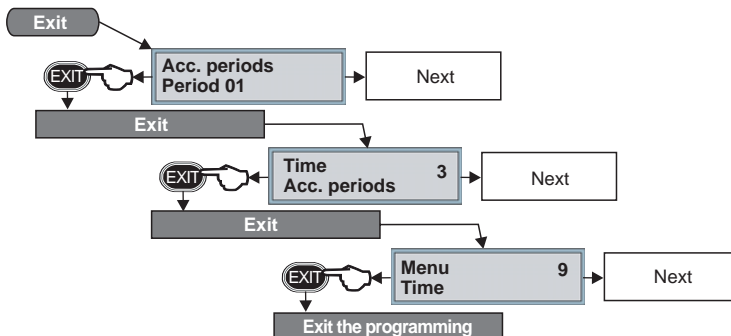 Exit
EXIT
Acc. periods
Period 01
Next
Exit
EXIT
Time 3
Acc. periods
Next
Exit
EXIT
Menu 9
Time
Next
Exit the programming